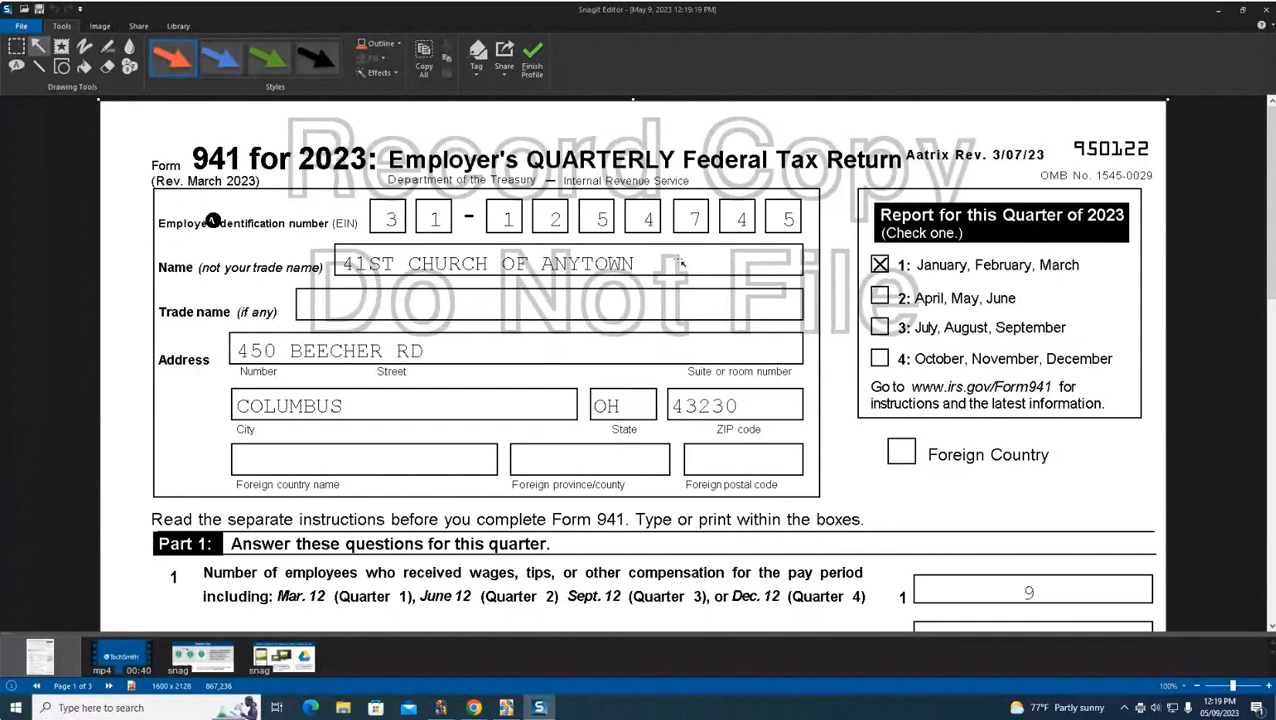 Snagit Editor - [May 9, 2023 12:19:19 PM]
File Tools Image Share Library
Outline
Fill
Effects
Copy All
Tag
Share
Finish Profile
Drawing Tools
Styles
Record Copy
Do Not File
Form 941 for 2023: Employer's QUARTERLY Federal Tax Return
Aatrix Rev. 3/07/23
950122
(Rev. March 2023)
Department of the Treasury — Internal Revenue Service
OMB No. 1545-0029
Employer identification number (EIN) 3 1 - 1 2 5 4 7 4 5
Name (not your trade name) 41ST CHURCH OF ANYTOWN
Trade name (if any)
Address 450 BEECHER RD
Number Street Suite or room number
COLUMBUS OH 43230
City State ZIP code
Foreign country name Foreign province/county Foreign postal code
Report for this Quarter of 2023
(Check one.)
1: January, February, March
2: April, May, June
3: July, August, September
4: October, November, December
Go to www.irs.gov/Form941 for
instructions and the latest information.
Foreign Country
Read the separate instructions before you complete Form 941. Type or print within the boxes.
Part 1: Answer these questions for this quarter.
1 Number of employees who received wages, tips, or other compensation for the pay period
including: Mar. 12 (Quarter 1), June 12 (Quarter 2) Sept. 12 (Quarter 3), or Dec. 12 (Quarter 4) 1 9
TechSmith
mp4 00:40 snag snag
Page 1 of 3 1600 x 2128 867,236 100%
Type here to search
77°F Partly sunny
12:19 PM
05/09/2023